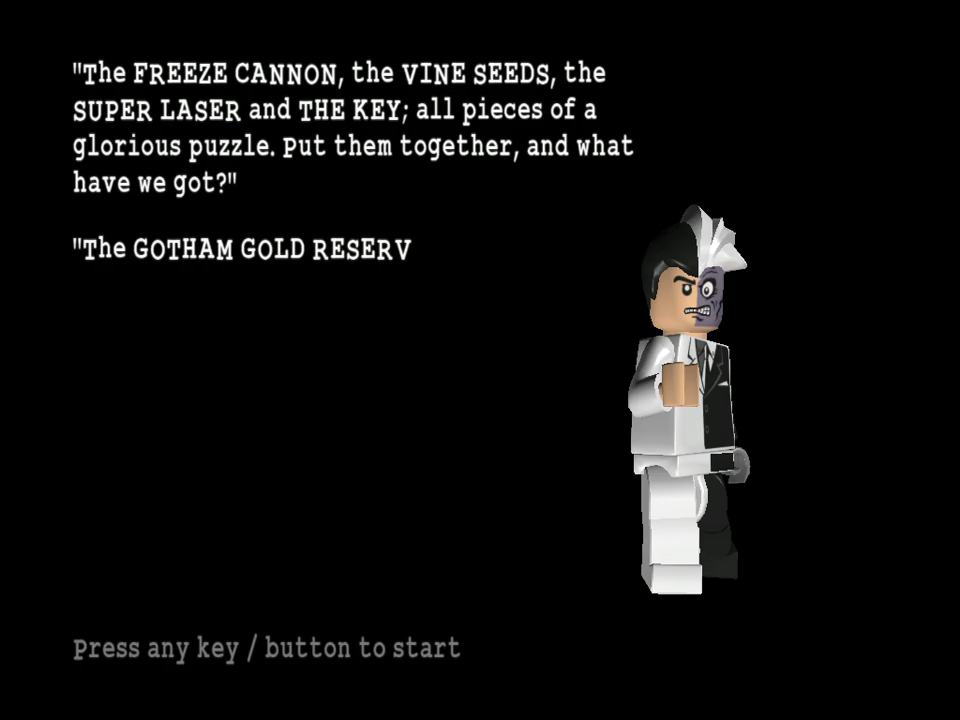 "The FREEZE CANNON, the VINE SEEDS, the
SUPER LASER and THE KEY; all pieces of a
glorious puzzle. Put them together, and what
have we got?"
"The GOTHAM GOLD RESERV
Press any key / button to start